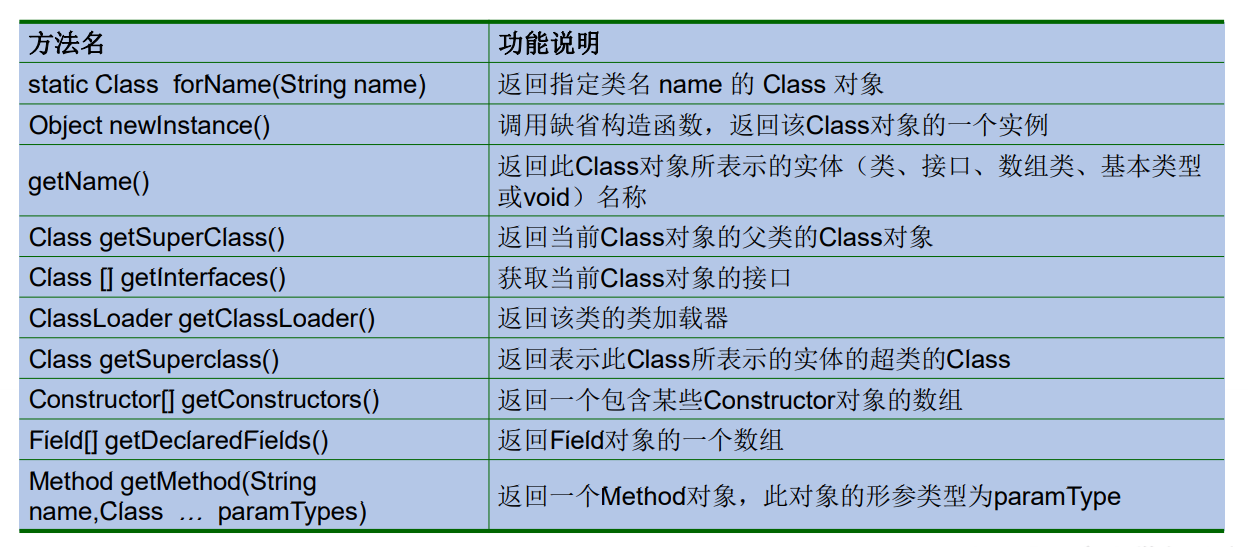 方法名 功能说明
static Class forName(String name) 返回指定类名 name 的 Class 对象
Object newInstance() 调用缺省构造函数，返回该Class对象的一个实例
getName() 返回此Class对象所表示的实体（类、接口、数组类、基本类型
或void）名称
Class getSuperClass() 返回当前Class对象的父类的Class对象
Class [] getInterfaces() 获取当前Class对象的接口
ClassLoader getClassLoader() 返回该类的类加载器
Class getSuperclass() 返回表示此Class所表示的实体的超类的Class
Constructor[] getConstructors() 返回一个包含某些Constructor对象的数组
Field[] getDeclaredFields() 返回Field对象的一个数组
Method getMethod(String
name,Class … paramTypes) 返回一个Method对象，此对象的形参类型为paramType